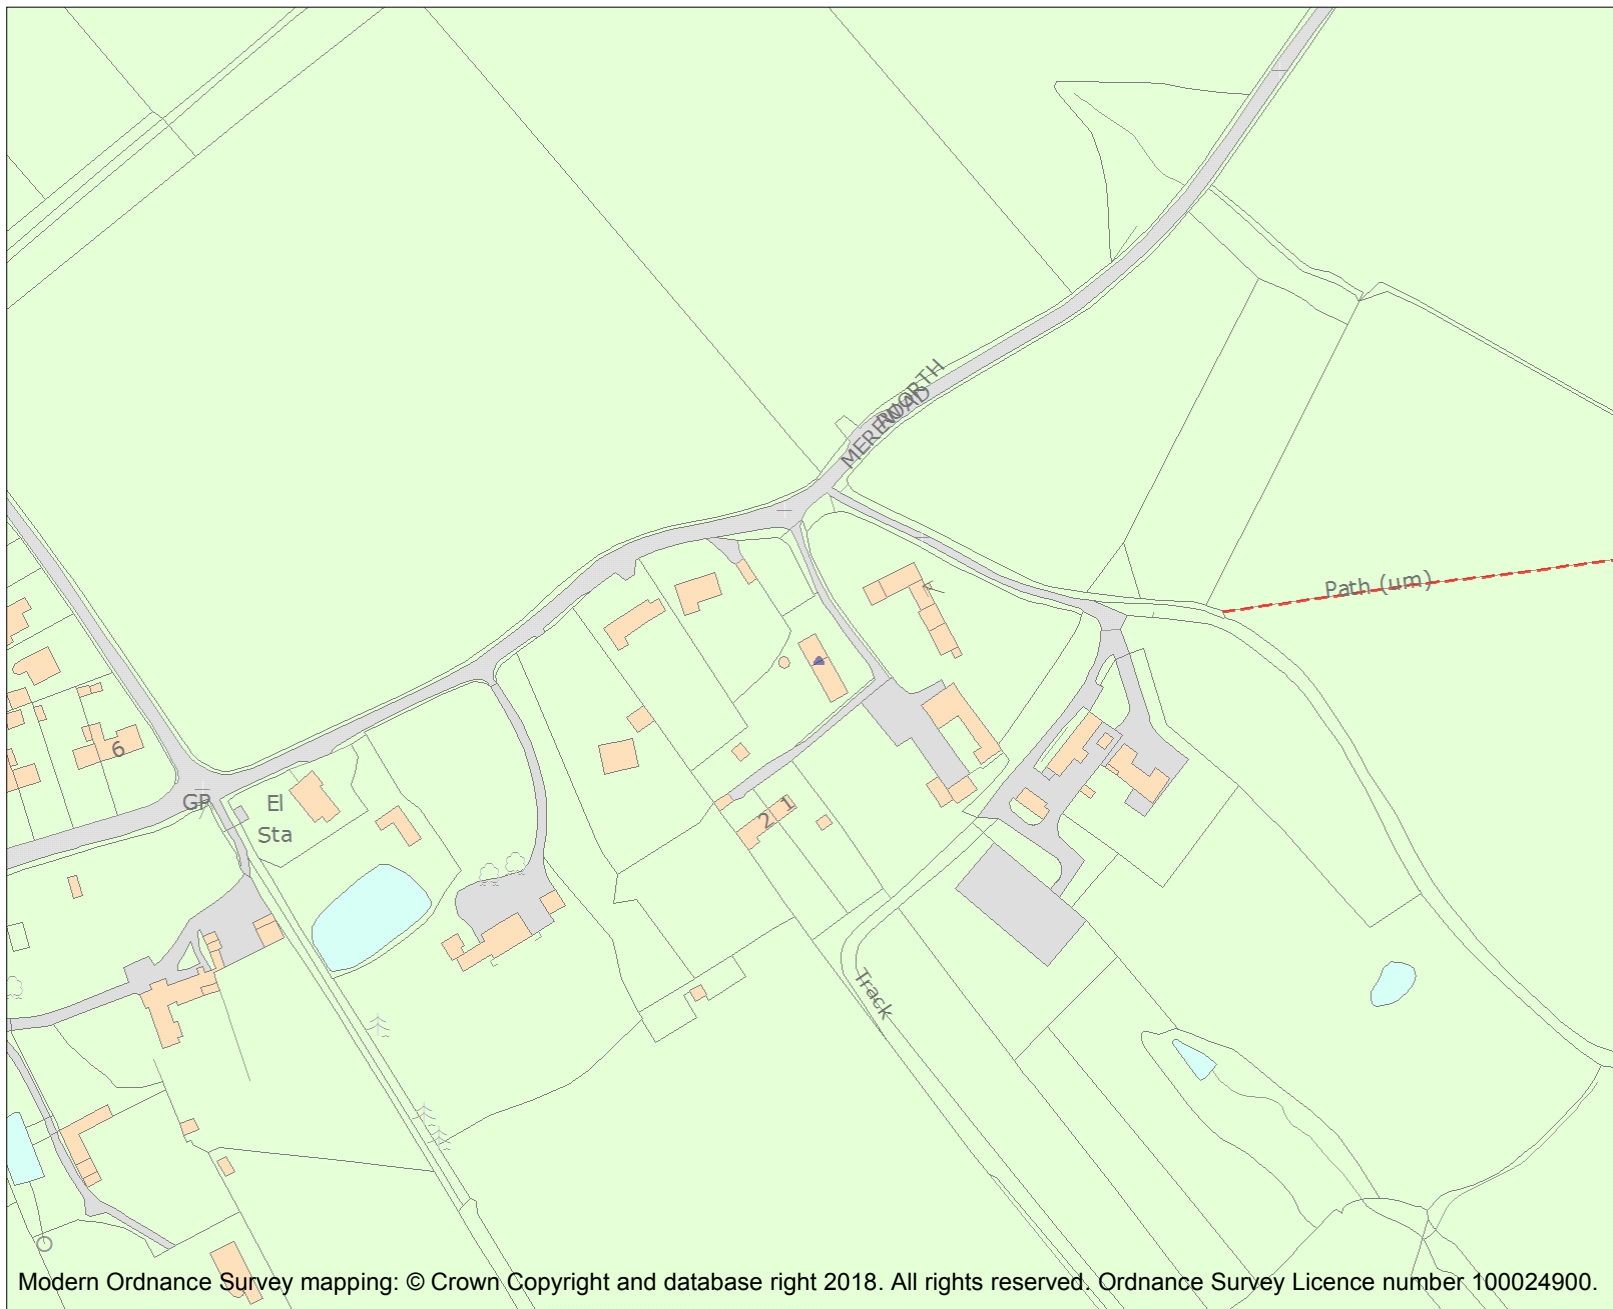 MEREWORTH
ROAD
Path (um)
6
GP
El
Sta
2
1
Track
Modern Ordnance Survey mapping: © Crown Copyright and database right 2018. All rights reserved. Ordnance Survey Licence number 100024900.